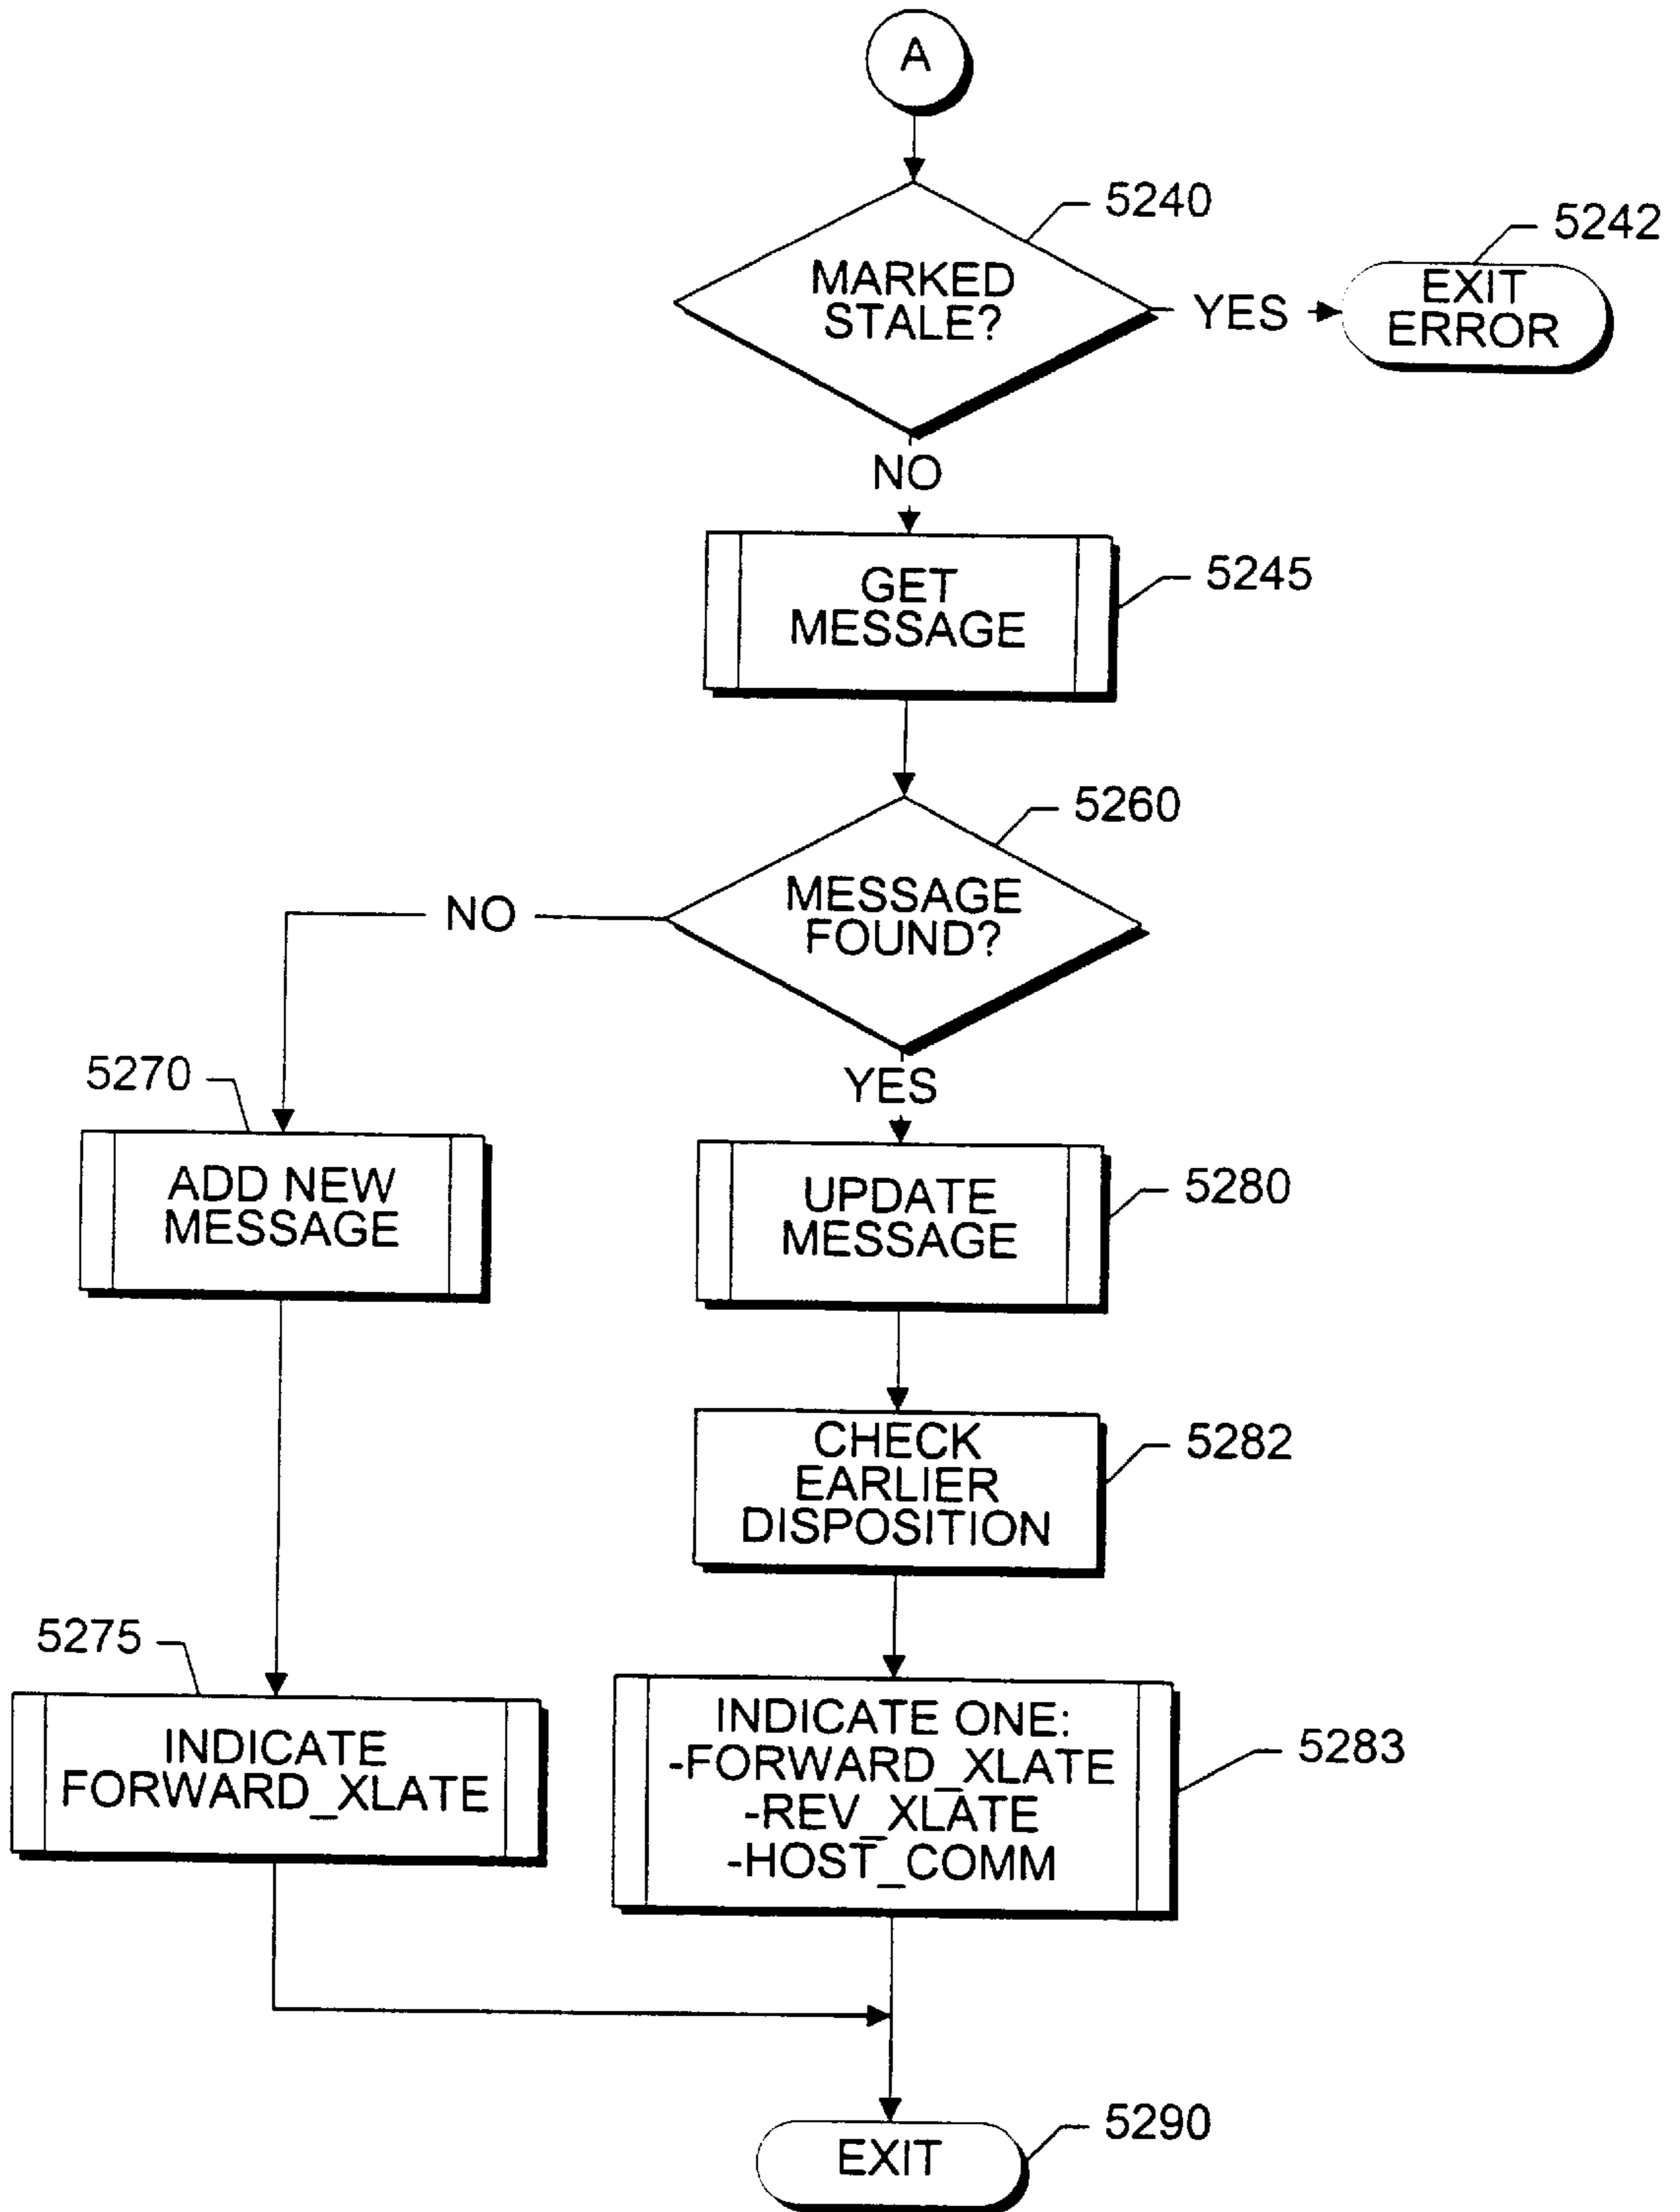 A
5240
5242
MARKED
STALE?
YES
EXIT
ERROR
NO
5245
GET
MESSAGE
5260
MESSAGE
FOUND?
NO
YES
5270
ADD NEW
MESSAGE
5280
UPDATE
MESSAGE
5282
CHECK
EARLIER
DISPOSITION
5275
INDICATE
FORWARD_XLATE
5283
INDICATE ONE:
-FORWARD_XLATE
-REV_XLATE
-HOST_COMM
5290
EXIT